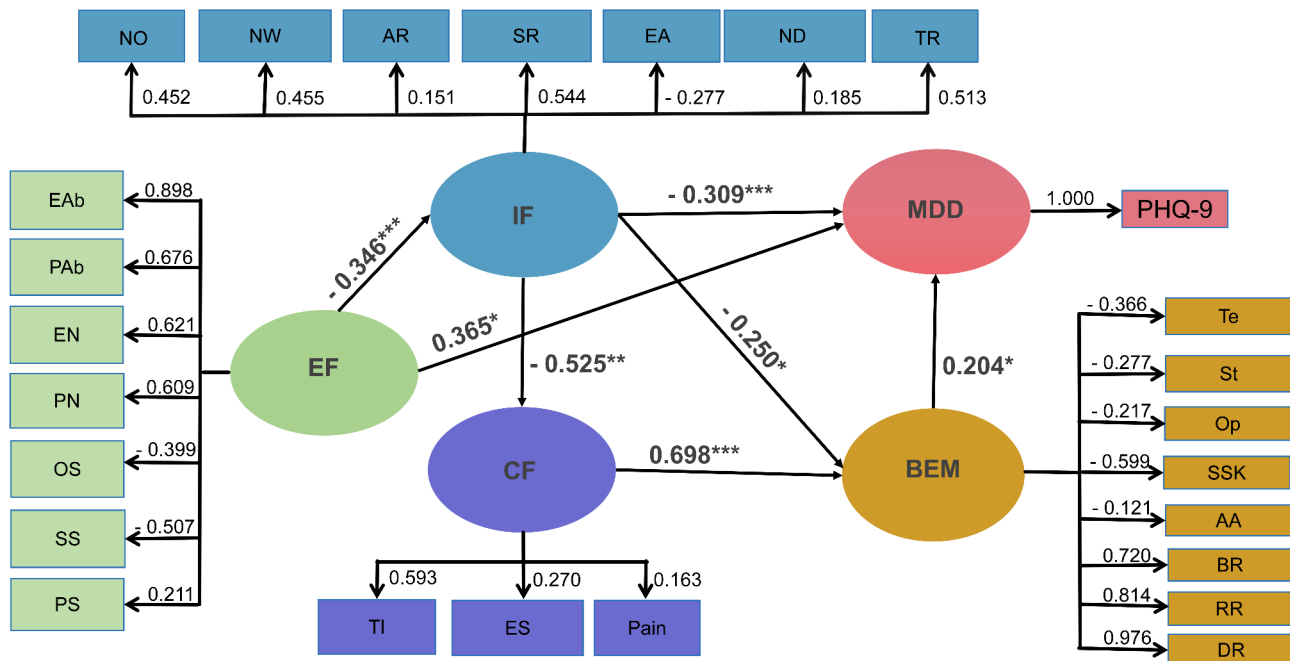 NO NW AR SR EA ND TR
0.452 0.455 0.151 0.544 - 0.277 0.185 0.513
EAb
0.898
PAb
0.676
EN
0.621
PN
0.609
OS
- 0.399
SS
- 0.507
PS
0.211
IF
MDD
EF
CF
BEM
- 0.346***
- 0.309***
0.365*
- 0.250*
- 0.525**
0.698***
0.204*
1.000
PHQ-9
- 0.366
Te
- 0.277
St
- 0.217
Op
- 0.599
SSK
- 0.121
AA
0.720
BR
0.814
RR
0.976
DR
0.593 0.270 0.163
TI ES Pain